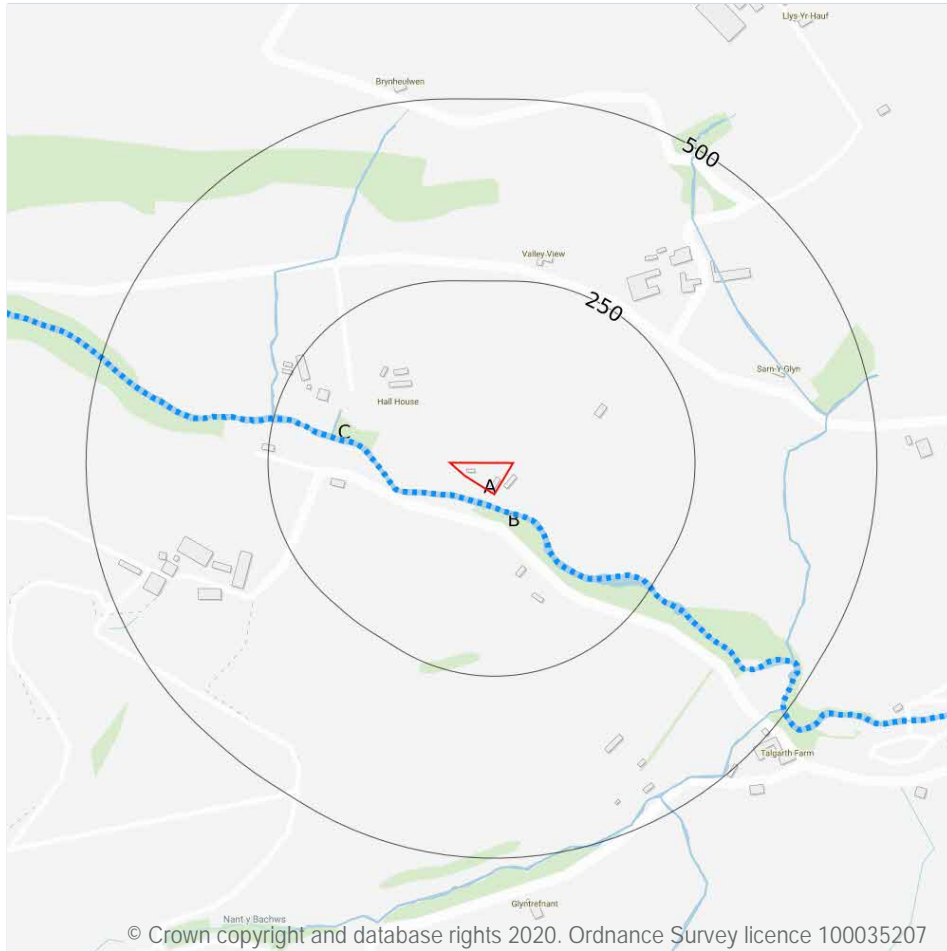 Llys-Yr-Hauf
Brynheulwen
500
Valley View
250
Sarn-Y-Glyn
Hall House
C
A
B
Talgarth Farm
Glyntrefnant
Nant y Bachws
© Crown copyright and database rights 2020. Ordnance Survey licence 100035207